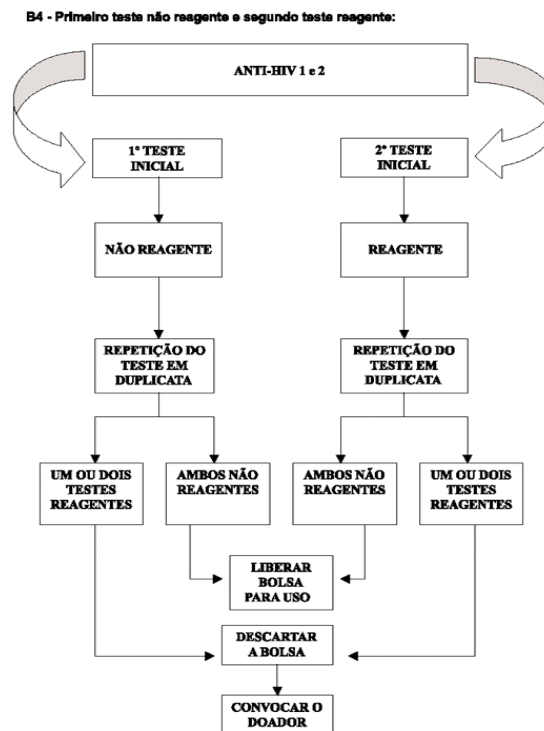 B4 - Primeiro teste não reagente e segundo teste reagente:
ANTI-HIV 1 e 2
1º TESTE
INICIAL
2º TESTE
INICIAL
NÃO REAGENTE
REAGENTE
REPETIÇÃO DO
TESTE EM
DUPLICATA
REPETIÇÃO DO
TESTE EM
DUPLICATA
UM OU DOIS
TESTES
REAGENTES
AMBOS NÃO
REAGENTES
AMBOS NÃO
REAGENTES
UM OU DOIS
TESTES
REAGENTES
LIBERAR
BOLSA
PARA USO
DESCARTAR
A BOLSA
CONVOCAR O
DOADOR